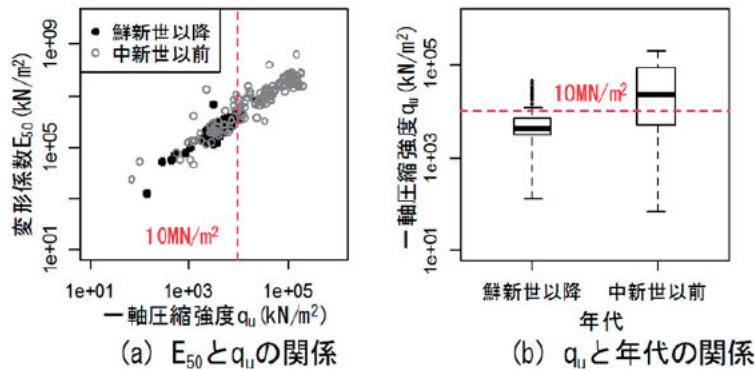 変形係数E₅₀(kN/m²)
1e+09
1e+05
1e+01
鮮新世以降
中新世以前
10MN/m²
1e+01 1e+03 1e+05
一軸圧縮強度qᵤ(kN/m²)
(a) E₅₀とqᵤの関係
一軸圧縮強度qᵤ(kN/m²)
1e+05
1e+03
1e+01
10MN/m²
鮮新世以降 中新世以前
年代
(b) qᵤと年代の関係